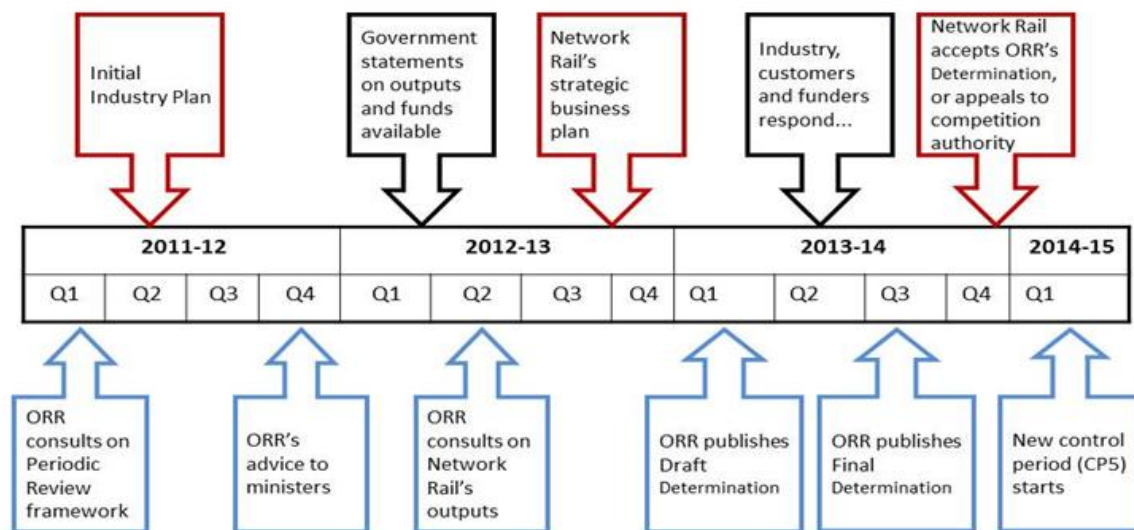 Initial
Industry Plan
Government
statements
on outputs
and funds
available
Network
Rail's
strategic
business
plan
Industry,
customers
and funders
respond...
Network Rail
accepts ORR's
Determination,
or appeals to
competition
authority
2011-12 2012-13 2013-14 2014-15
Q1 Q2 Q3 Q4 Q1 Q2 Q3 Q4 Q1 Q2 Q3 Q4 Q1
ORR
consults on
Periodic
Review
framework
ORR's
advice to
ministers
ORR
consults on
Network
Rail's
outputs
ORR publishes
Draft
Determination
ORR publishes
Final
Determination
New control
period (CP5)
starts